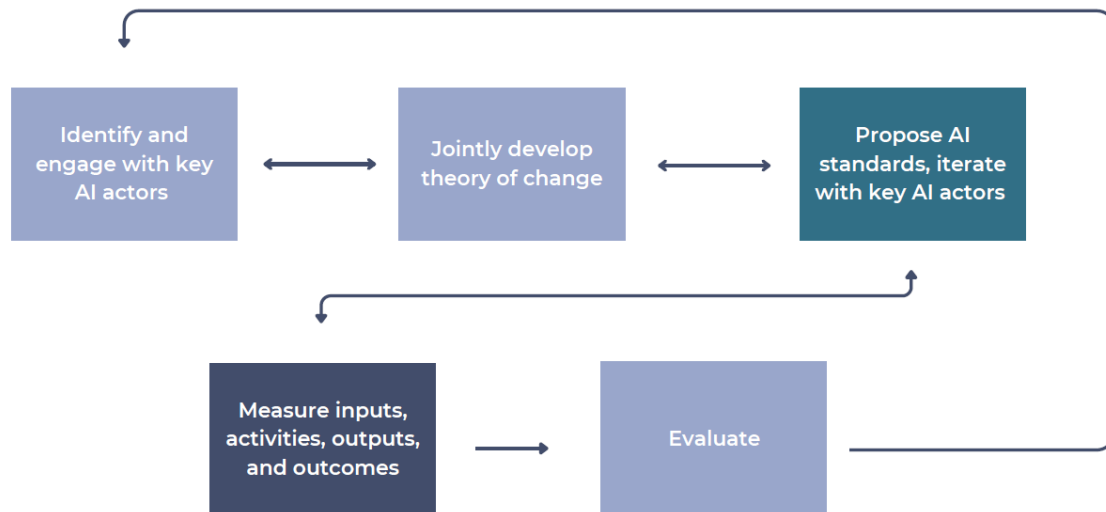 Identify and
engage with key
AI actors
Jointly develop
theory of change
Propose AI
standards, iterate
with key AI actors
Measure inputs,
activities, outputs,
and outcomes
Evaluate